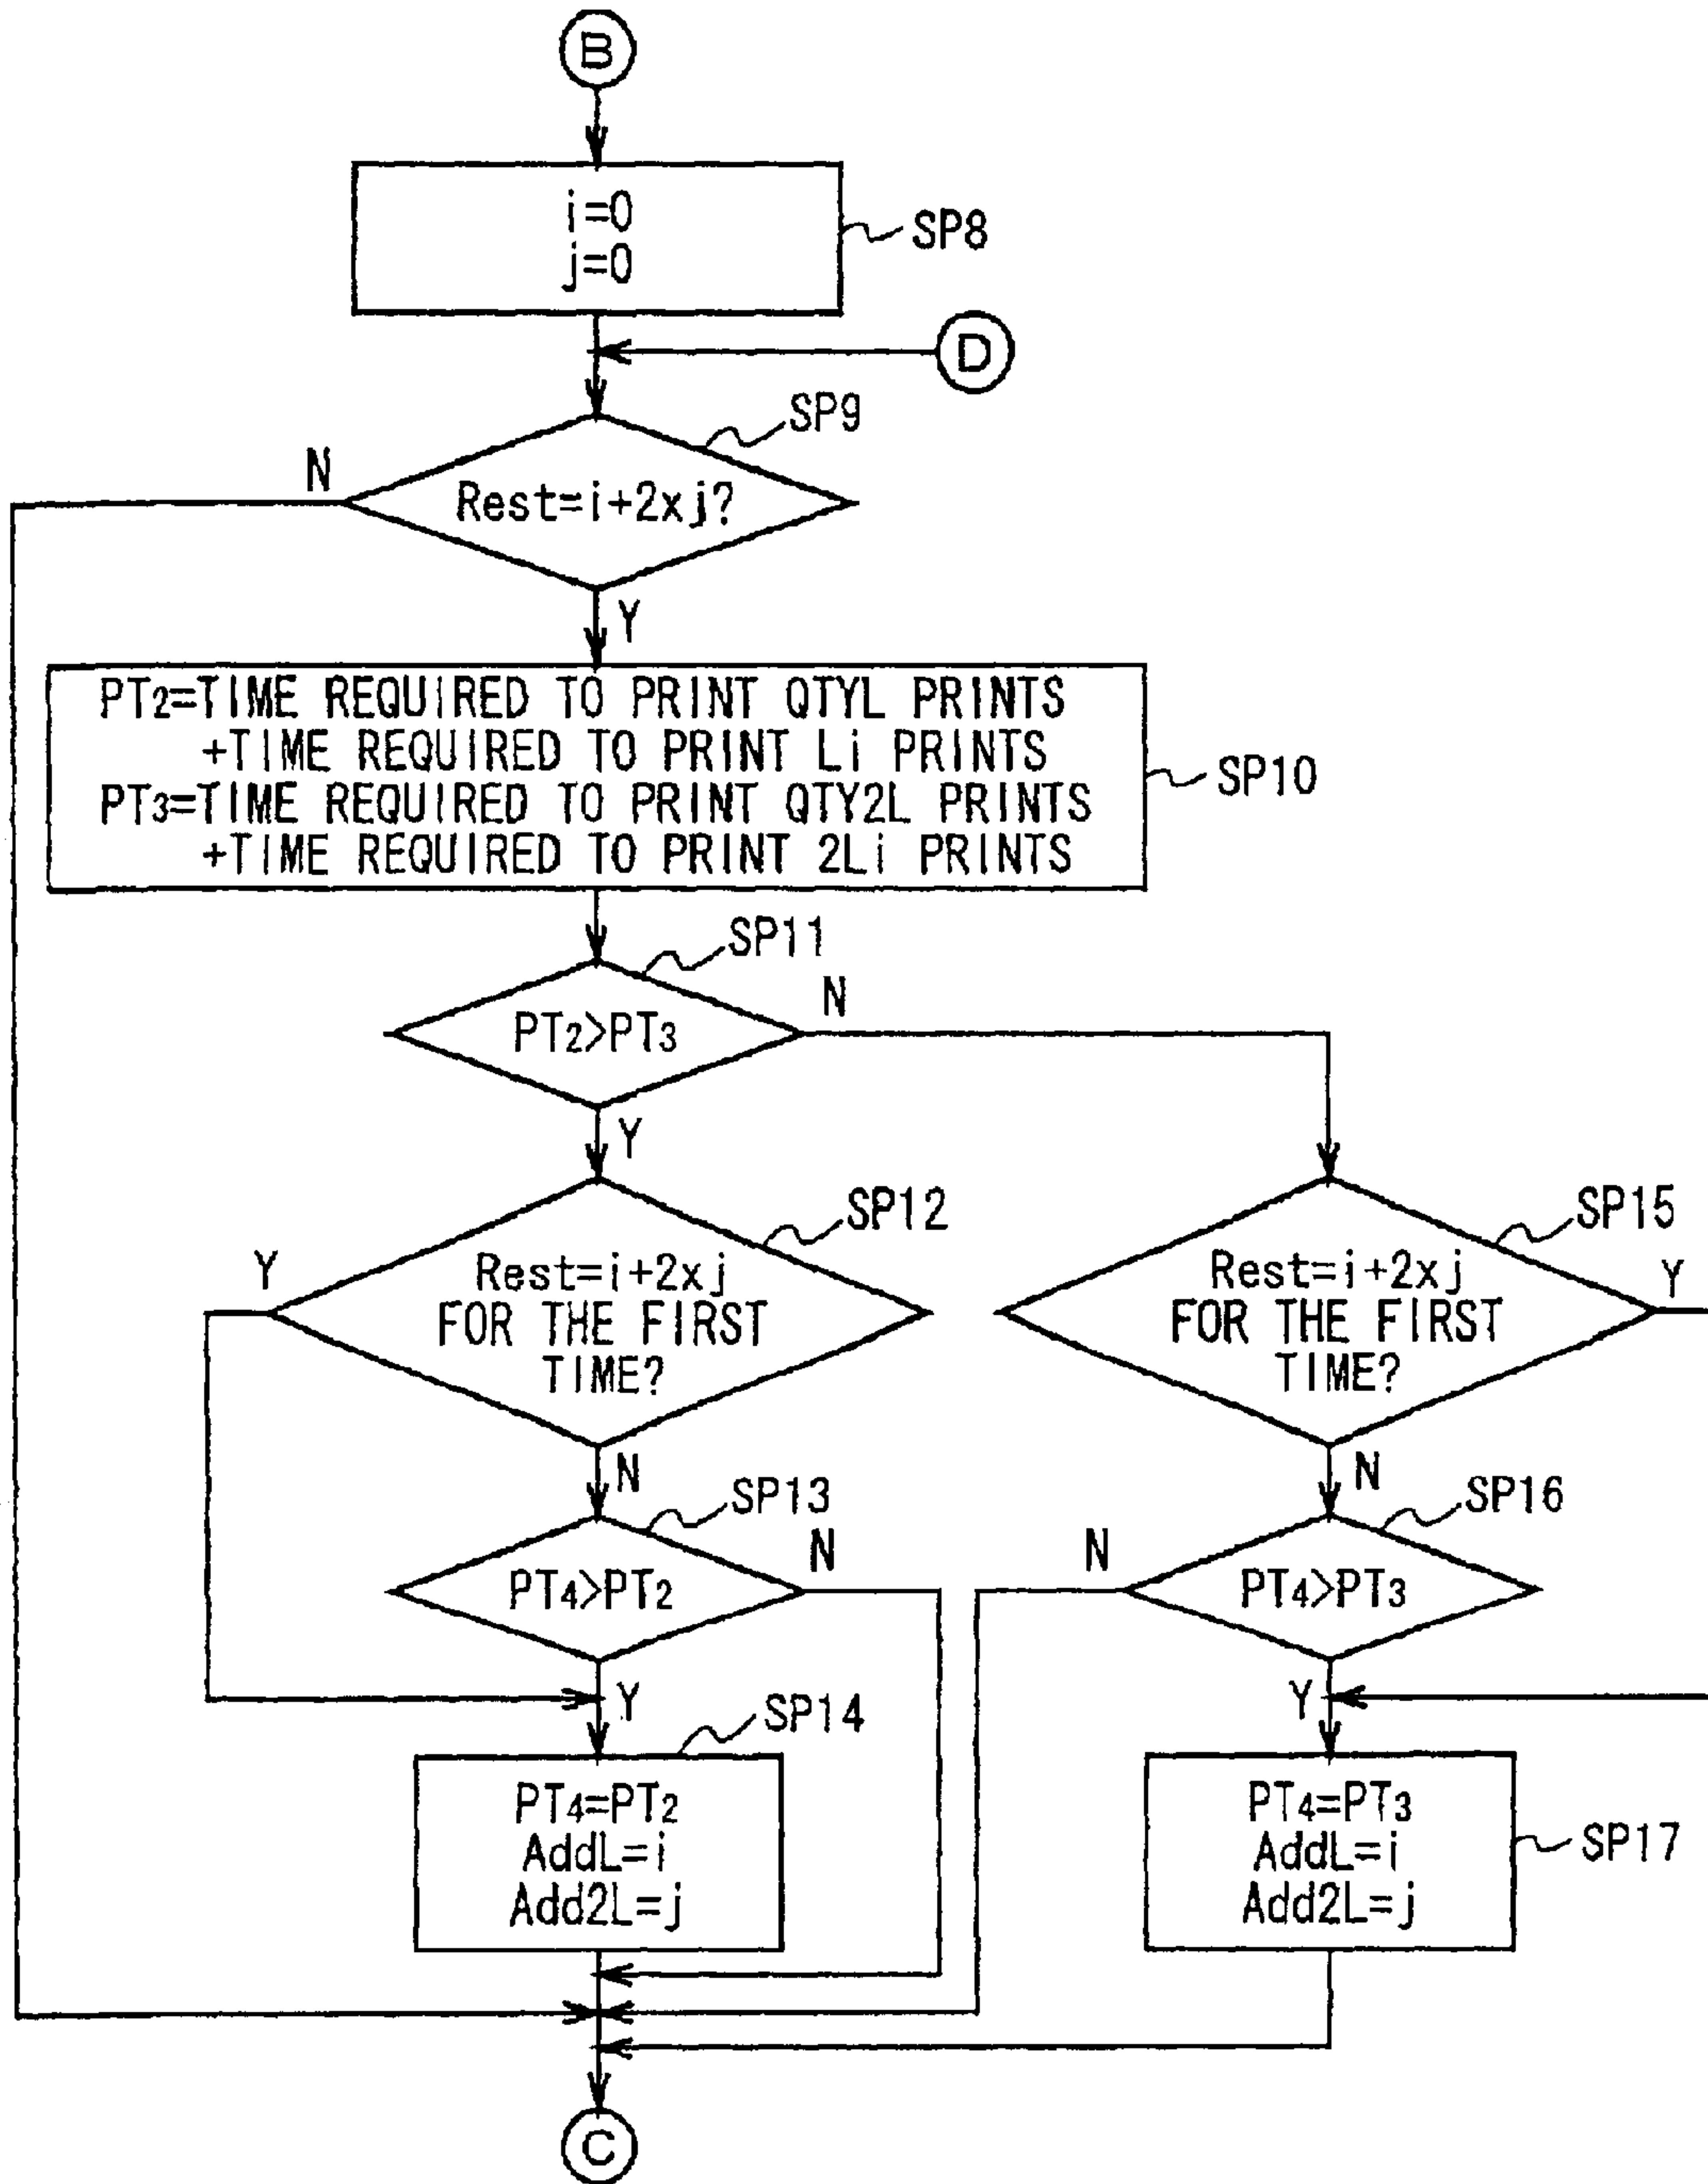 B
i=0
j=0
SP8
D
SP9
N
Rest=i+2xj?
Y
PT2=TIME REQUIRED TO PRINT QTYL PRINTS
+TIME REQUIRED TO PRINT Li PRINTS
PT3=TIME REQUIRED TO PRINT QTY2L PRINTS
+TIME REQUIRED TO PRINT 2Li PRINTS
SP10
SP11
N
PT2>PT3
Y
SP12
Y
Rest=i+2xj
FOR THE FIRST
TIME?
N
SP15
Rest=i+2xj
FOR THE FIRST
TIME?
Y
N
SP13
PT4>PT2
N
Y
SP16
N
PT4>PT3
Y
SP14
PT4=PT2
AddL=i
Add2L=j
PT4=PT3
AddL=i
Add2L=j
SP17
C